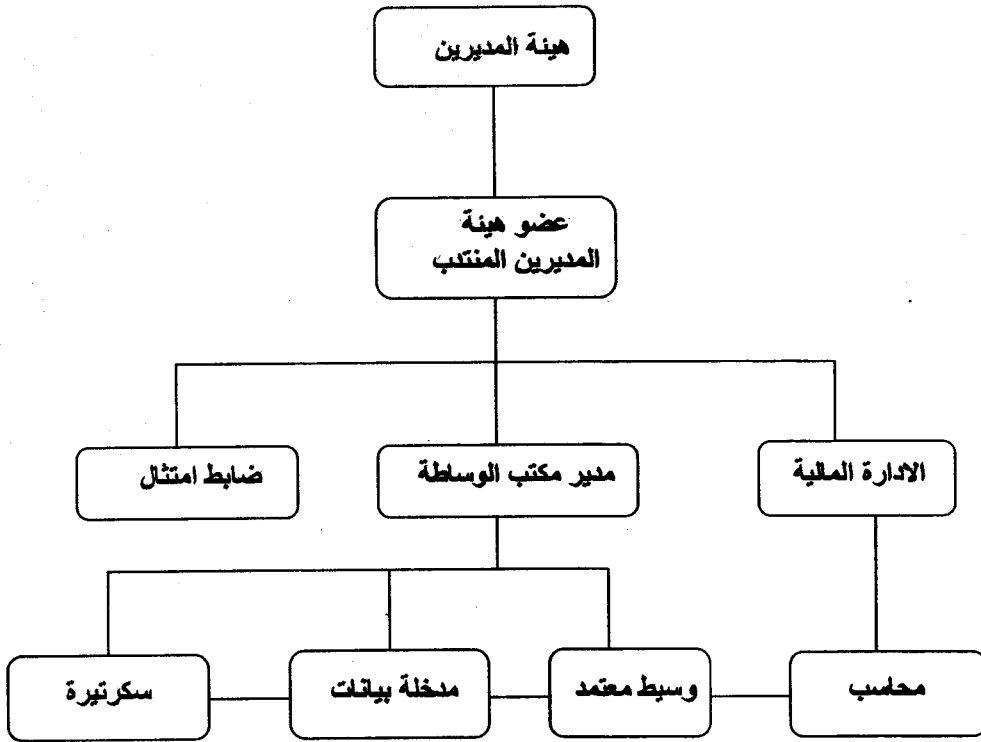 هيئة المديرين
عضو هيئة
المديرين المنتدب
الادارة المالية
مدير مكتب الوساطة
ضابط امتثال
محاسب
وسيط معتمد
مدخلة بيانات
سكرتيرة